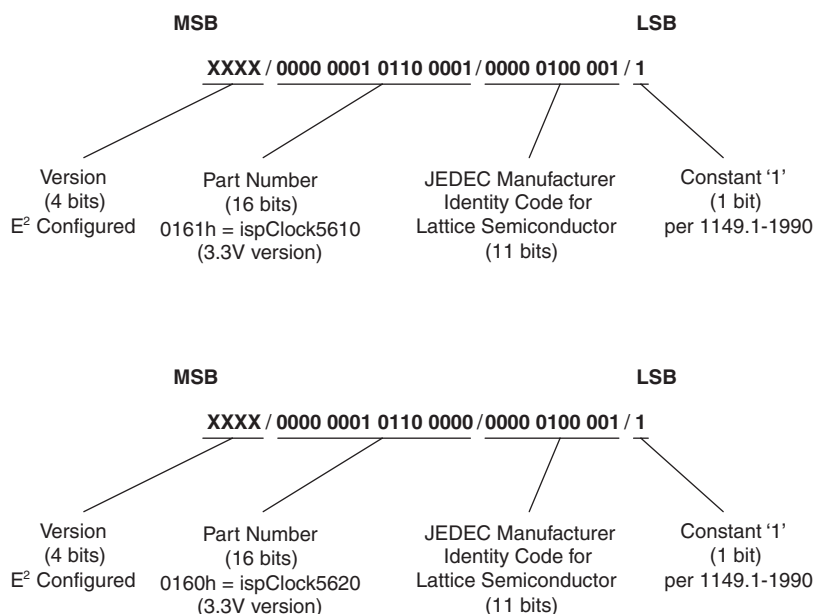 MSB LSB
XXXX / 0000 0001 0110 0001 / 0000 0100 001 / 1
Version
(4 bits)
E² Configured
Part Number
(16 bits)
0161h = ispClock5610
(3.3V version)
JEDEC Manufacturer
Identity Code for
Lattice Semiconductor
(11 bits)
Constant ‘1’
(1 bit)
per 1149.1-1990
MSB LSB
XXXX / 0000 0001 0110 0000 / 0000 0100 001 / 1
Version
(4 bits)
E² Configured
Part Number
(16 bits)
0160h = ispClock5620
(3.3V version)
JEDEC Manufacturer
Identity Code for
Lattice Semiconductor
(11 bits)
Constant ‘1’
(1 bit)
per 1149.1-1990